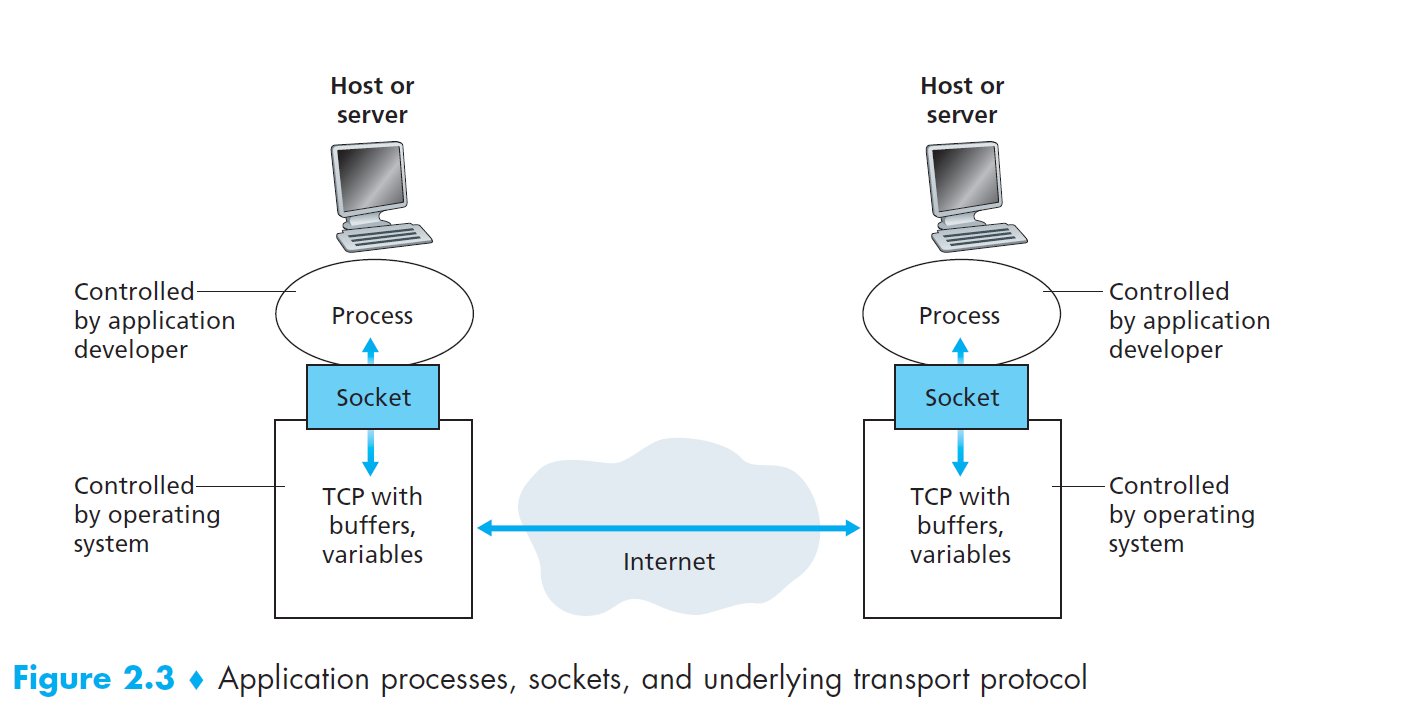 Host or
server
Host or
server
Controlled
by application
developer
Process
Process
Controlled
by application
developer
Socket
Socket
Controlled
by operating
system
TCP with
buffers,
variables
Internet
TCP with
buffers,
variables
Controlled
by operating
system
Figure 2.3 ♦ Application processes, sockets, and underlying transport protocol